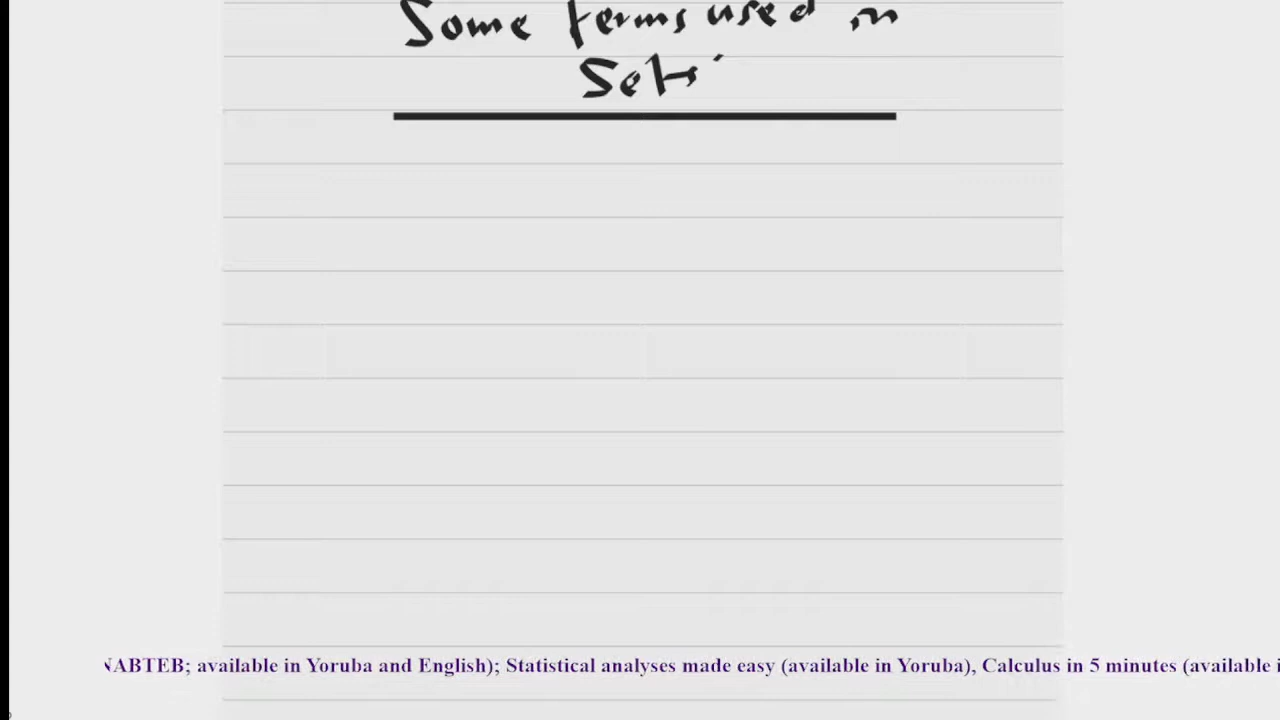 Some terms used in
Sets
NABTEB; available in Yoruba and English); Statistical analyses made easy (available in Yoruba), Calculus in 5 minutes (available i